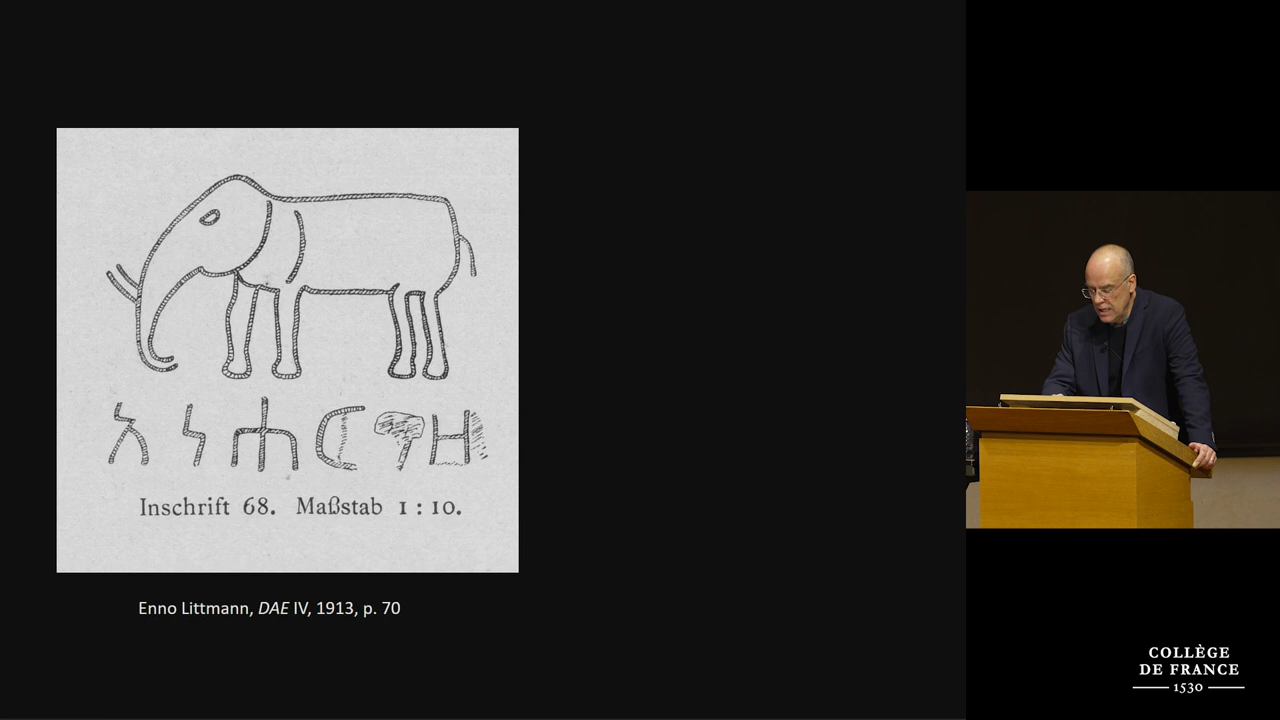 Inschrift 68. Maßstab 1 : 10.
Enno Littmann, DAE IV, 1913, p. 70
COLLÈGE
DE FRANCE
1530